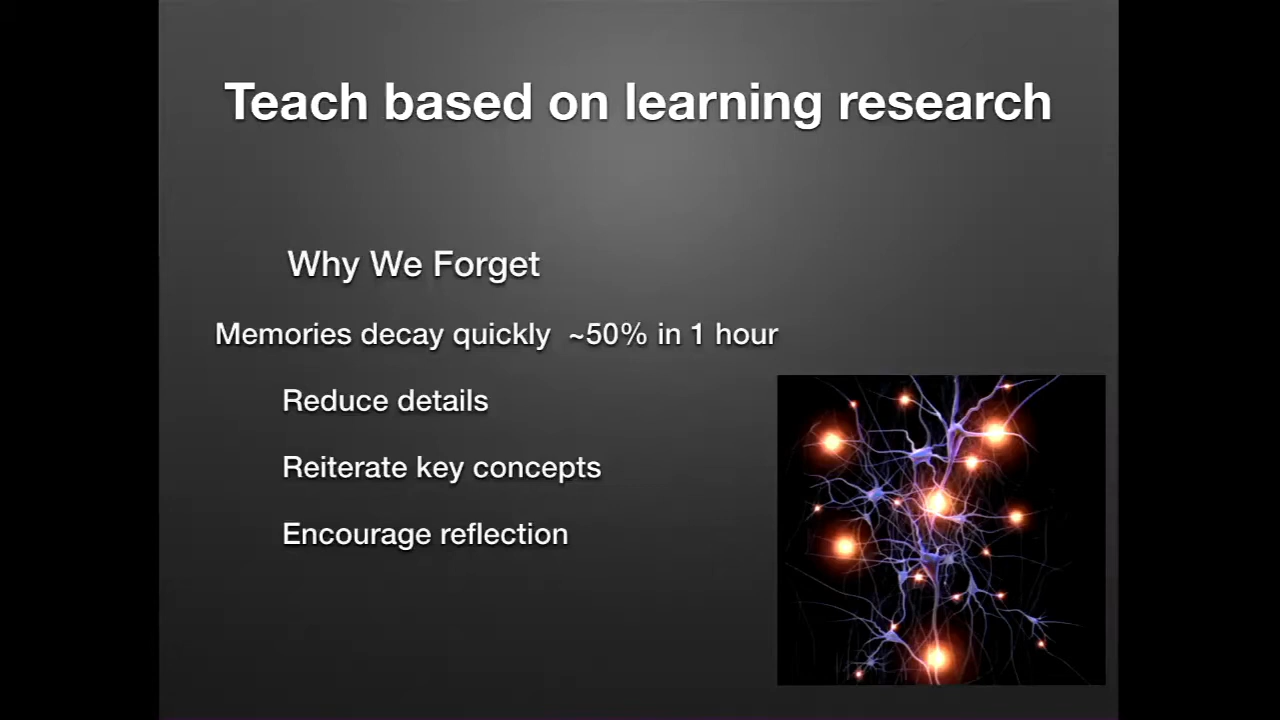 Teach based on learning research
Why We Forget
Memories decay quickly ~50% in 1 hour
Reduce details
Reiterate key concepts
Encourage reflection